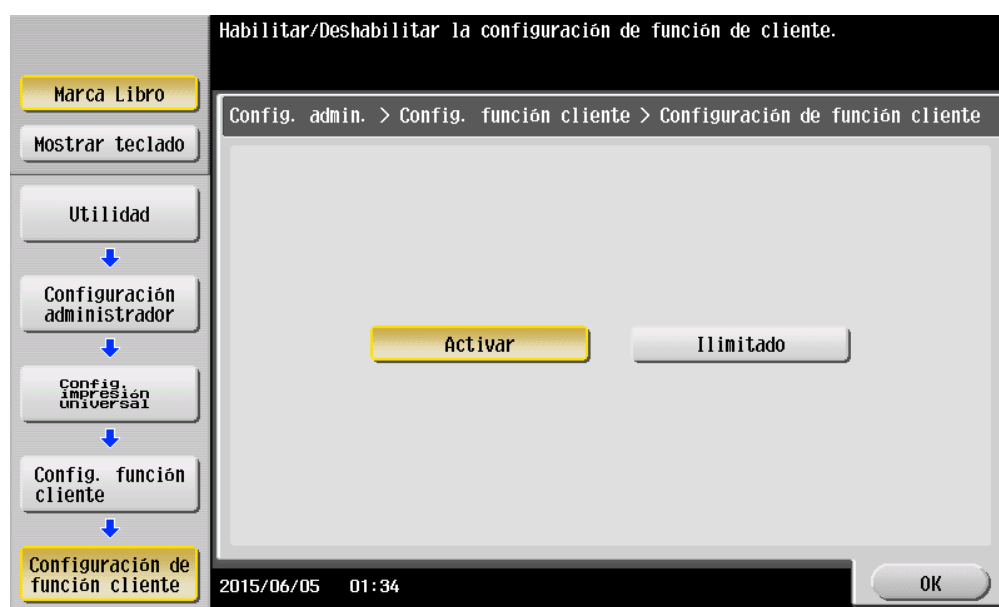 Habilitar/Deshabilitar la configuración de función de cliente.
Marca Libro
Mostrar teclado
Utilidad
Configuración
administrador
Config.
impresión
universal
Config. función
cliente
Configuración de
función cliente
Config. admin. > Config. función cliente > Configuración de función cliente
Activar
Ilimitado
2015/06/05 01:34
OK